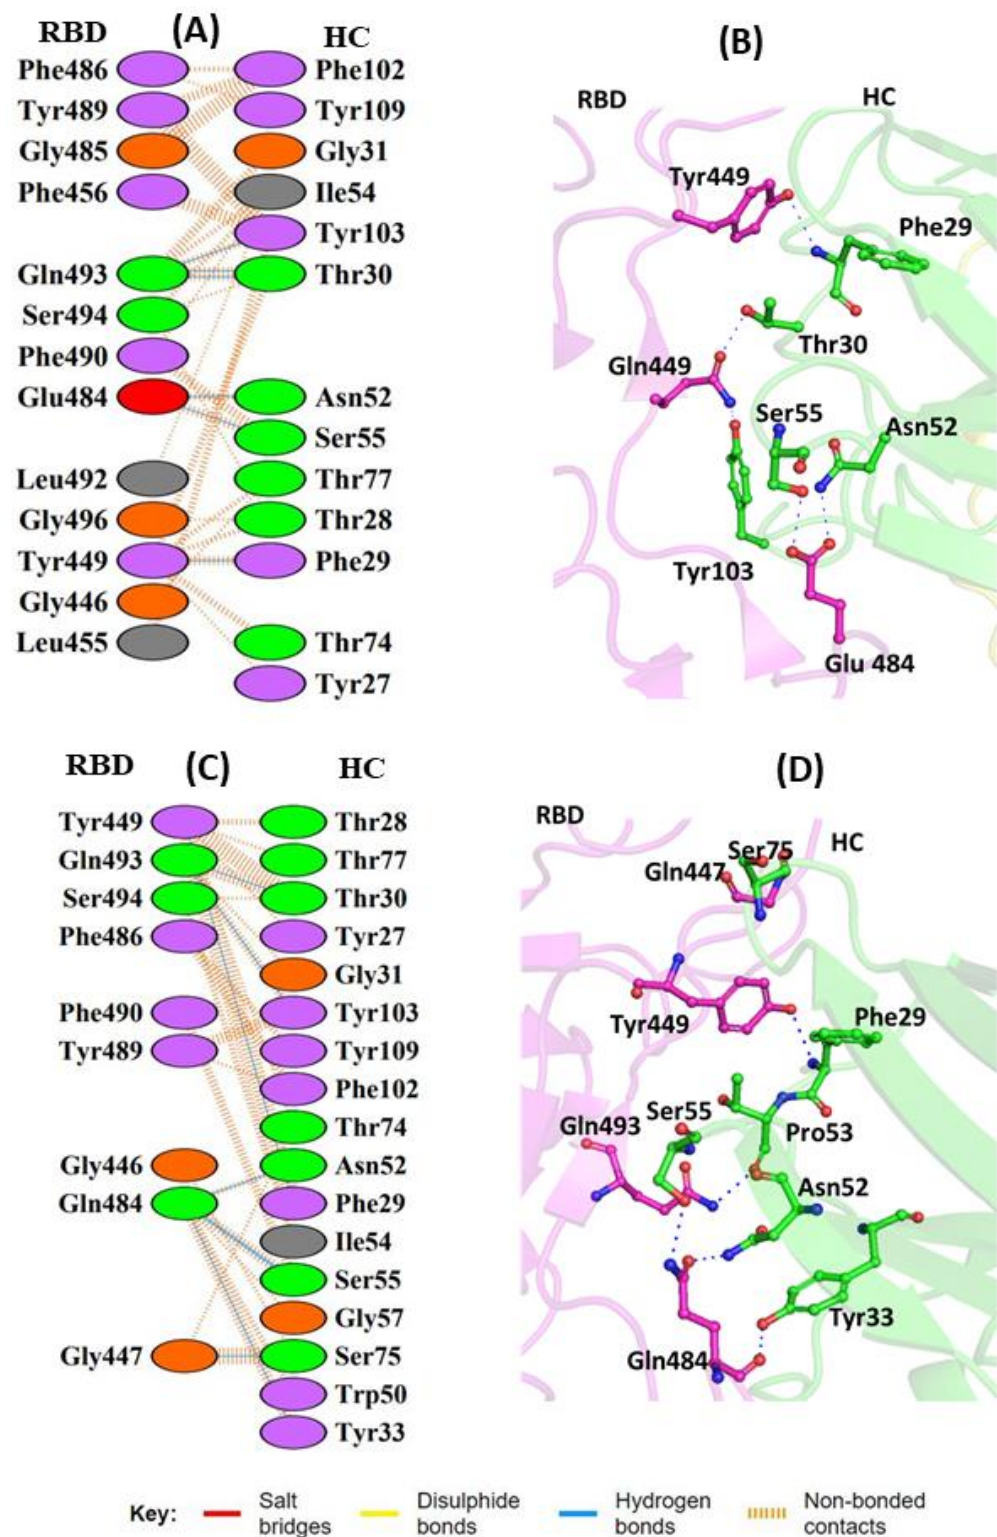 (A)
RBD HC
Phe486 Phe102
Tyr489 Tyr109
Gly485 Gly31
Phe456 Ile54
Tyr103
Gln493 Thr30
Ser494
Phe490
Glu484 Asn52
Ser55
Leu492 Thr77
Gly496 Thr28
Tyr449 Phe29
Gly446
Leu455 Thr74
Tyr27
(B)
RBD HC
Tyr449
Phe29
Thr30
Gln449
Ser55
Asn52
Tyr103
Glu 484
(C)
RBD HC
Tyr449 Thr28
Gln493 Thr77
Ser494 Thr30
Phe486 Tyr27
Gly31
Phe490 Tyr103
Tyr489 Tyr109
Phe102
Thr74
Gly446 Asn52
Gln484 Phe29
Ile54
Ser55
Gly57
Gly447 Ser75
Trp50
Tyr33
(D)
RBD HC
Ser75
Gln447
Tyr449
Phe29
Ser55
Gln493
Pro53
Asn52
Tyr33
Gln484
Key: Salt bridges Disulphide bonds Hydrogen bonds Non-bonded contacts